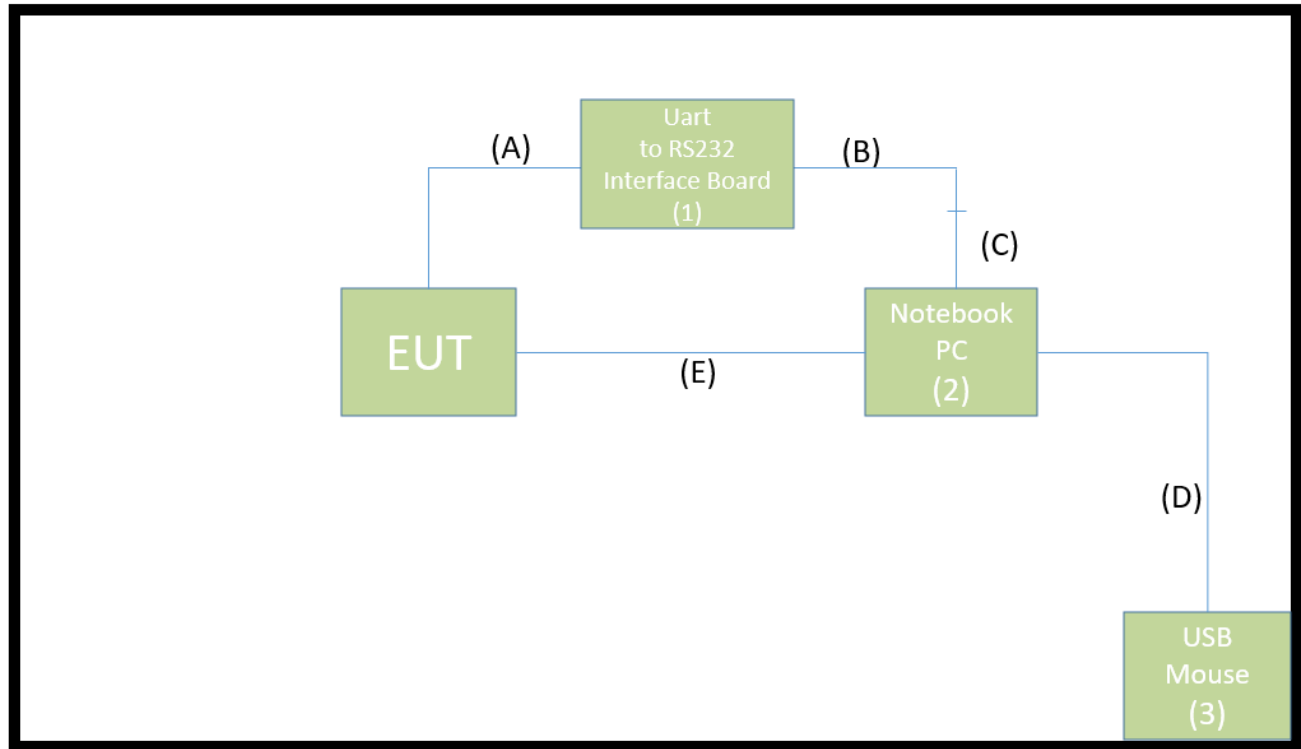 Uart
to RS232
Interface Board
(1)
(A)
(B)
(C)
EUT
(E)
Notebook
PC
(2)
(D)
USB
Mouse
(3)